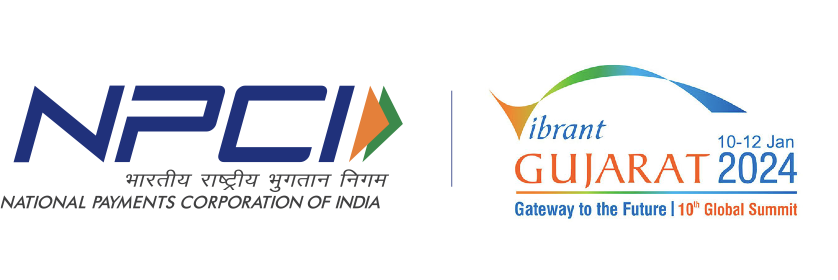 NPCI
भारतीय राष्ट्रीय भुगतान निगम
NATIONAL PAYMENTS CORPORATION OF INDIA
Vibrant
GUJARAT 10-12 Jan 2024
Gateway to the Future | 10th Global Summit